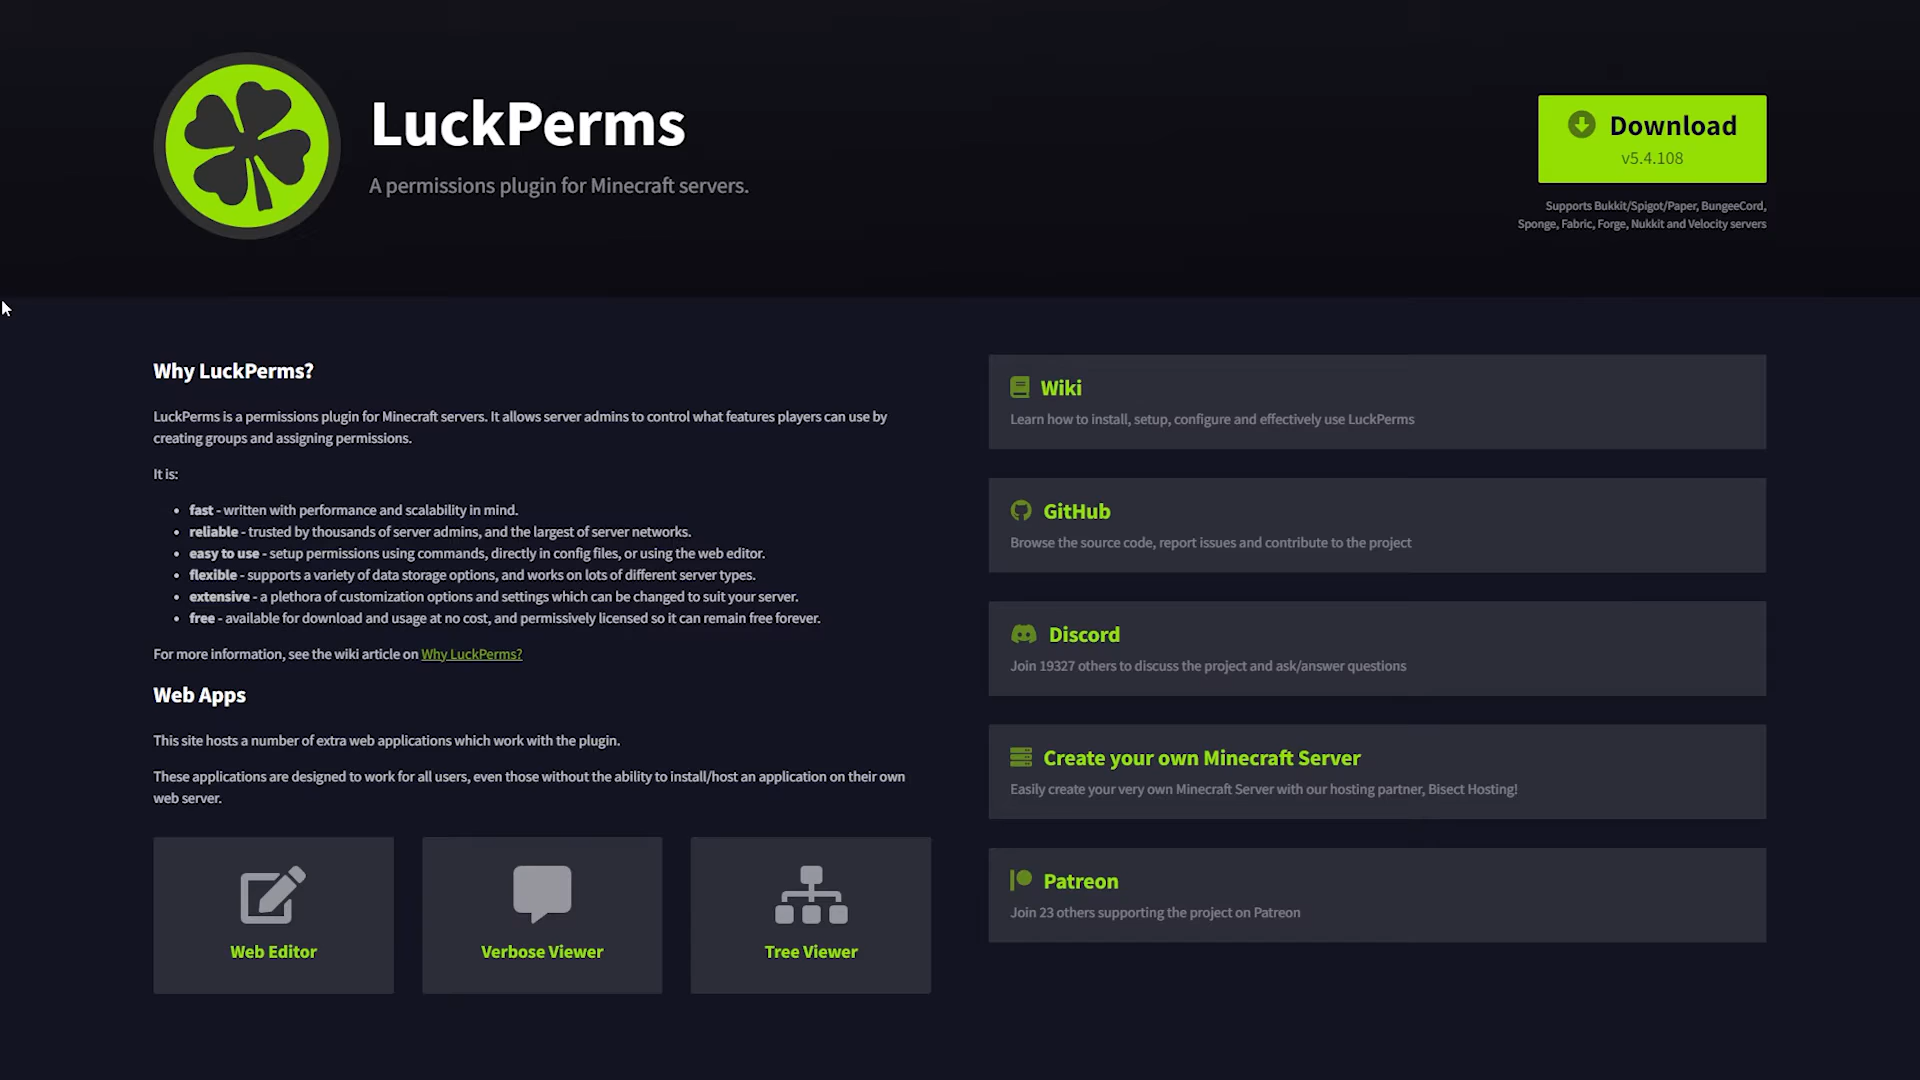 LuckPerms
A permissions plugin for Minecraft servers.
Download
v5.4.108
Supports Bukkit/Spigot/Paper, BungeeCord,
Sponge, Fabric, Forge, Nukkit and Velocity servers
Why LuckPerms?
LuckPerms is a permissions plugin for Minecraft servers. It allows server admins to control what features players can use by
creating groups and assigning permissions.
It is:
• fast - written with performance and scalability in mind.
• reliable - trusted by thousands of server admins, and the largest of server networks.
• easy to use - setup permissions using commands, directly in config files, or using the web editor.
• flexible - supports a variety of data storage options, and works on lots of different server types.
• extensive - a plethora of customization options and settings which can be changed to suit your server.
• free - available for download and usage at no cost, and permissively licensed so it can remain free forever.
For more information, see the wiki article on Why LuckPerms?
Web Apps
This site hosts a number of extra web applications which work with the plugin.
These applications are designed to work for all users, even those without the ability to install/host an application on their own
web server.
Web Editor
Verbose Viewer
Tree Viewer
Wiki
Learn how to install, setup, configure and effectively use LuckPerms
GitHub
Browse the source code, report issues and contribute to the project
Discord
Join 19327 others to discuss the project and ask/answer questions
Create your own Minecraft Server
Easily create your very own Minecraft Server with our hosting partner, Bisect Hosting!
Patreon
Join 23 others supporting the project on Patreon